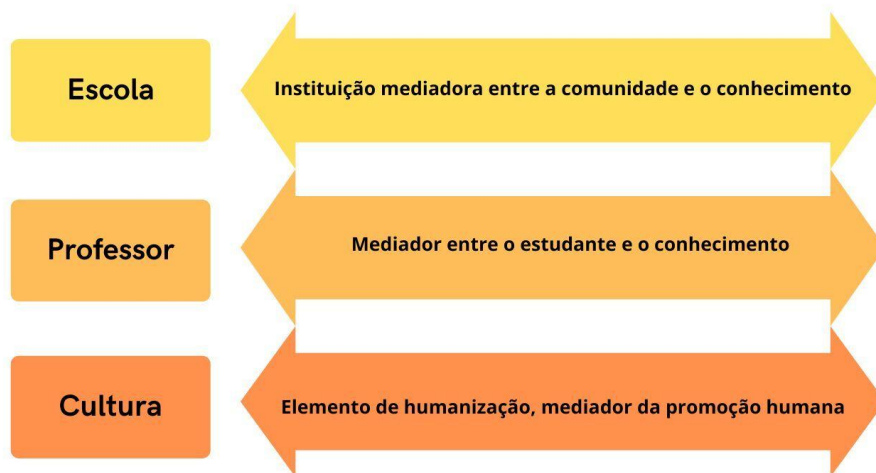 Escola
Instituição mediadora entre a comunidade e o conhecimento
Professor
Mediador entre o estudante e o conhecimento
Cultura
Elemento de humanização, mediador da promoção humana